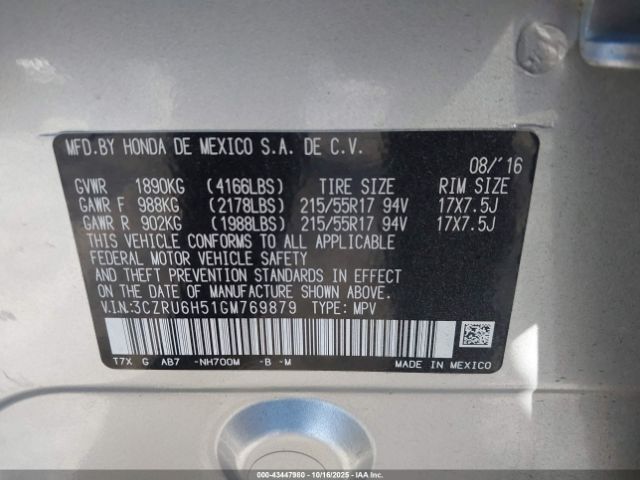 MFD.BY HONDA DE MEXICO S.A. DE C.V.
08/'16
GVWR 1890KG (4166LBS) TIRE SIZE RIM SIZE
GAWR F 988KG (2178LBS) 215/55R17 94V 17X7.5J
GAWR R 902KG (1988LBS) 215/55R17 94V 17X7.5J
THIS VEHICLE CONFORMS TO ALL APPLICABLE
FEDERAL MOTOR VEHICLE SAFETY
AND THEFT PREVENTION STANDARDS IN EFFECT
ON THE DATE OF MANUFACTURE SHOWN ABOVE.
V.I.N:3CZRU6H51GM769879 TYPE: MPV
T7X G AB7 -NH700M -B -M
MADE IN MEXICO
00-43447980 | 10/16/2025 | Copyright © IAA, LLC